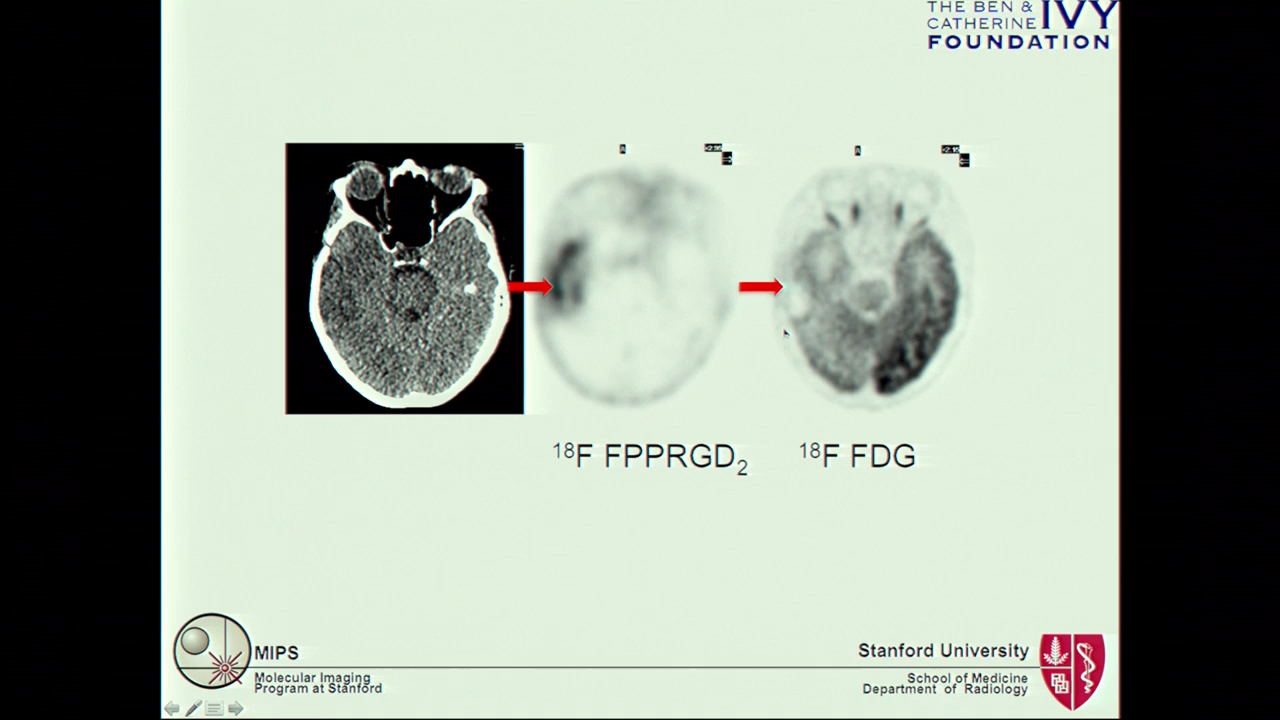 THE BEN &
CATHERINE IVY
FOUNDATION
A
A
¹⁸F FPPRGD₂
¹⁸F FDG
MIPS
Molecular Imaging
Program at Stanford
Stanford University
School of Medicine
Department of Radiology